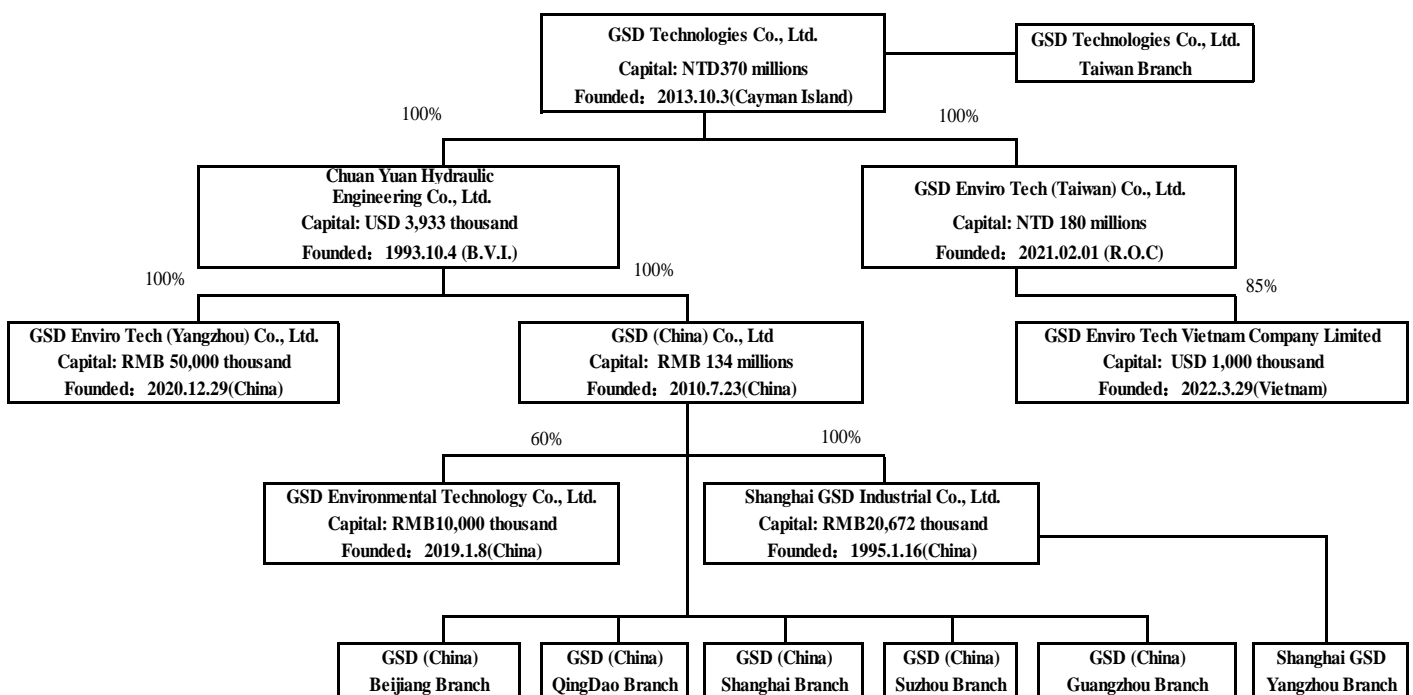 GSD Technologies Co., Ltd.
Capital: NTD370 millions
Founded：2013.10.3(Cayman Island)
GSD Technologies Co., Ltd.
Taiwan Branch
100%
100%
Chuan Yuan Hydraulic
Engineering Co., Ltd.
Capital: USD 3,933 thousand
Founded：1993.10.4 (B.V.I.)
GSD Enviro Tech (Taiwan) Co., Ltd.
Capital: NTD 180 millions
Founded：2021.02.01 (R.O.C)
100%
100%
85%
GSD Enviro Tech (Yangzhou) Co., Ltd.
Capital: RMB 50,000 thousand
Founded：2020.12.29(China)
GSD (China) Co., Ltd
Capital: RMB 134 millions
Founded：2010.7.23(China)
GSD Enviro Tech Vietnam Company Limited
Capital: USD 1,000 thousand
Founded：2022.3.29(Vietnam)
60%
100%
GSD Environmental Technology Co., Ltd.
Capital: RMB10,000 thousand
Founded：2019.1.8(China)
Shanghai GSD Industrial Co., Ltd.
Capital: RMB20,672 thousand
Founded：1995.1.16(China)
GSD (China)
Beijiang Branch
GSD (China)
QingDao Branch
GSD (China)
Shanghai Branch
GSD (China)
Suzhou Branch
GSD (China)
Guangzhou Branch
Shanghai GSD
Yangzhou Branch